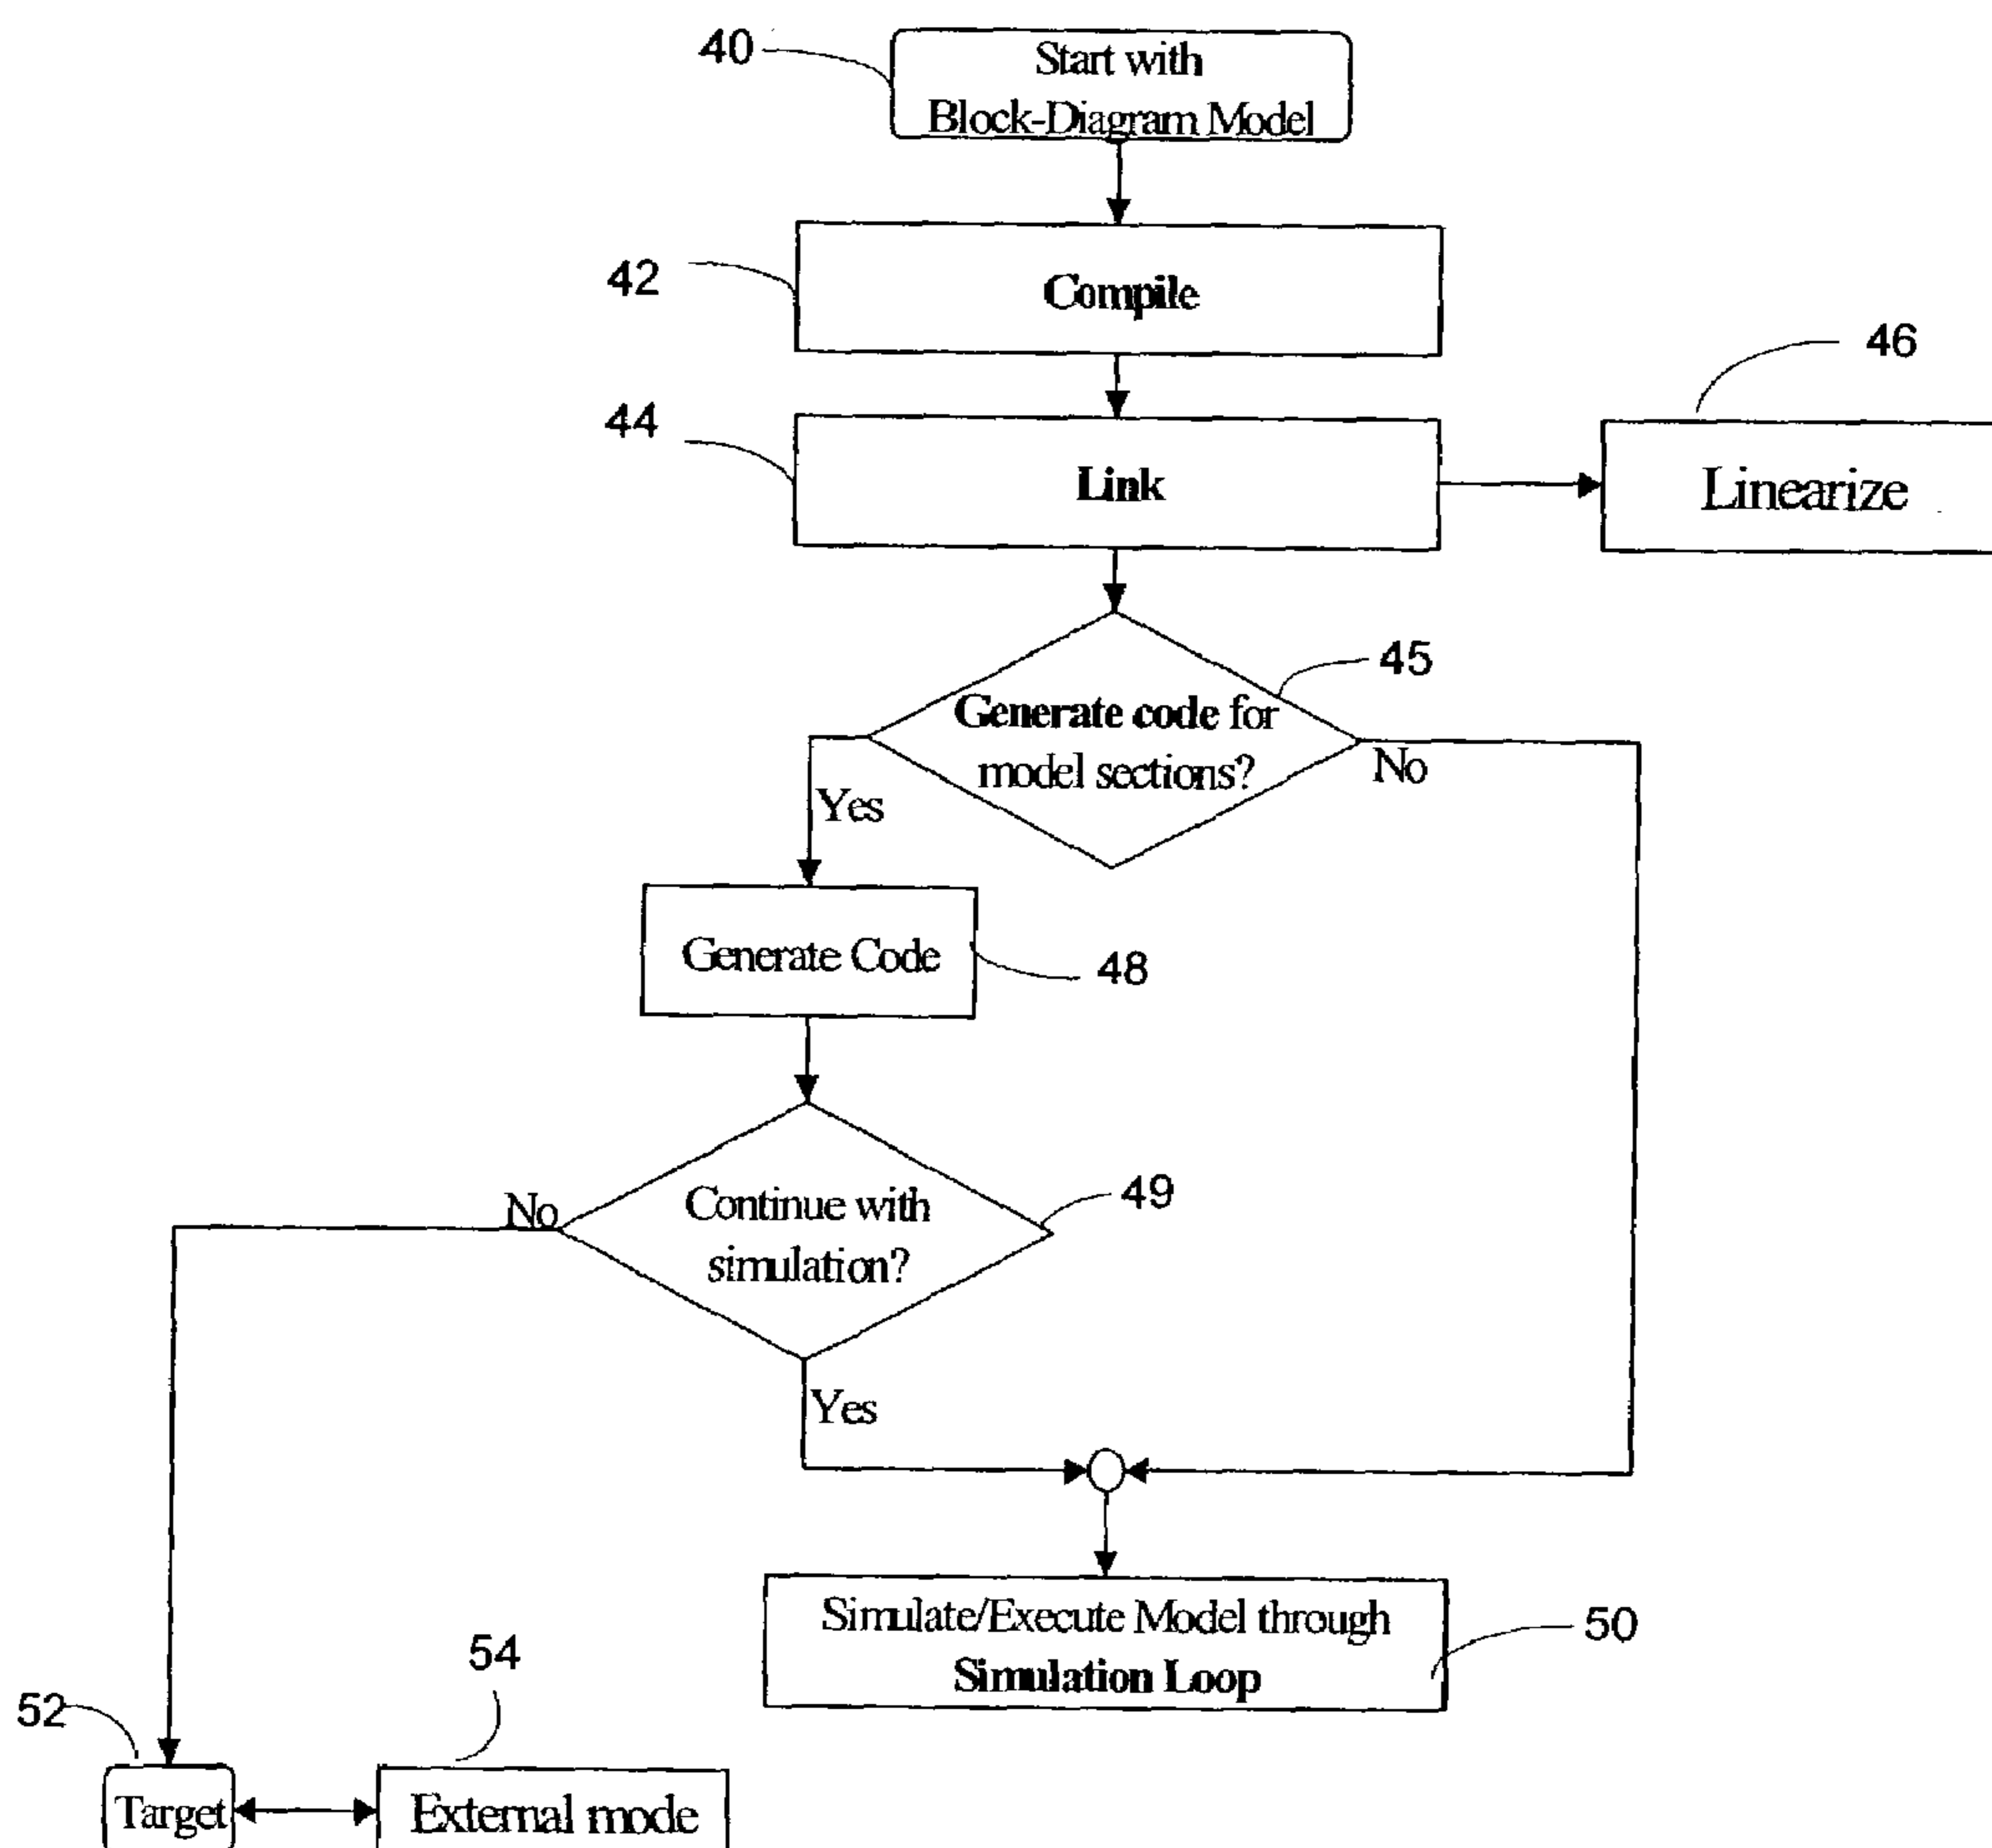 40
Start with
Block-Diagram Model
42
Compile
46
44
Link
Linearize
45
Generate code for
model sections?
No
Yes
Generate Code
48
49
No
Continue with
simulation?
Yes
Simulate/Execute Model through
Simulation Loop
50
54
52
Target
External mode